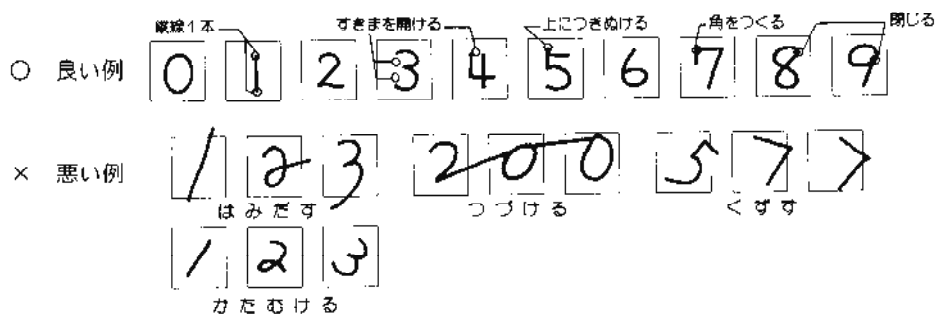 縦線1本 すきまを開ける 上につきぬける 角をつくる 閉じる
○ 良い例 0 1 2 3 4 5 6 7 8 9
× 悪い例 1 2 3 2 0 0 5 7 7
はみだす つづける くずす
1 2 3
かたむける